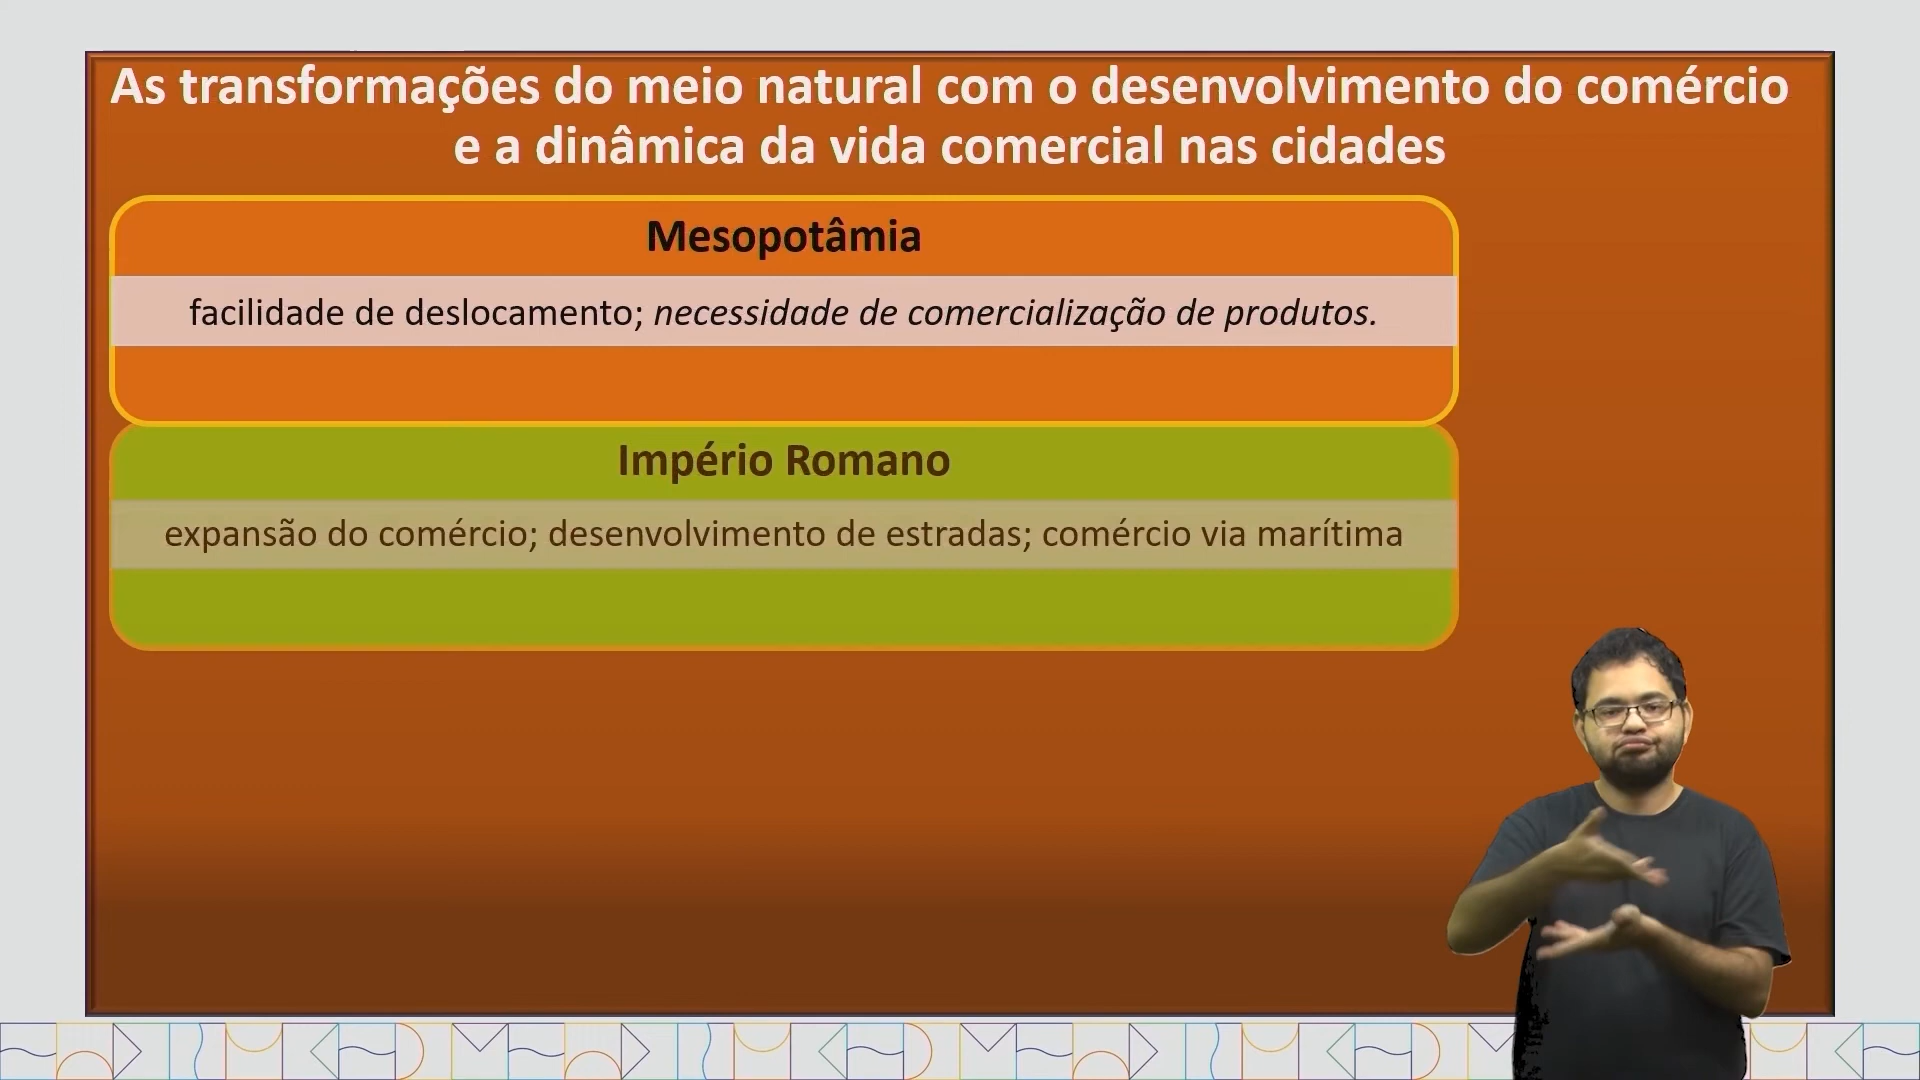 As transformações do meio natural com o desenvolvimento do comércio
e a dinâmica da vida comercial nas cidades
Mesopotâmia
facilidade de deslocamento; necessidade de comercialização de produtos.
Império Romano
expansão do comércio; desenvolvimento de estradas; comércio via marítima